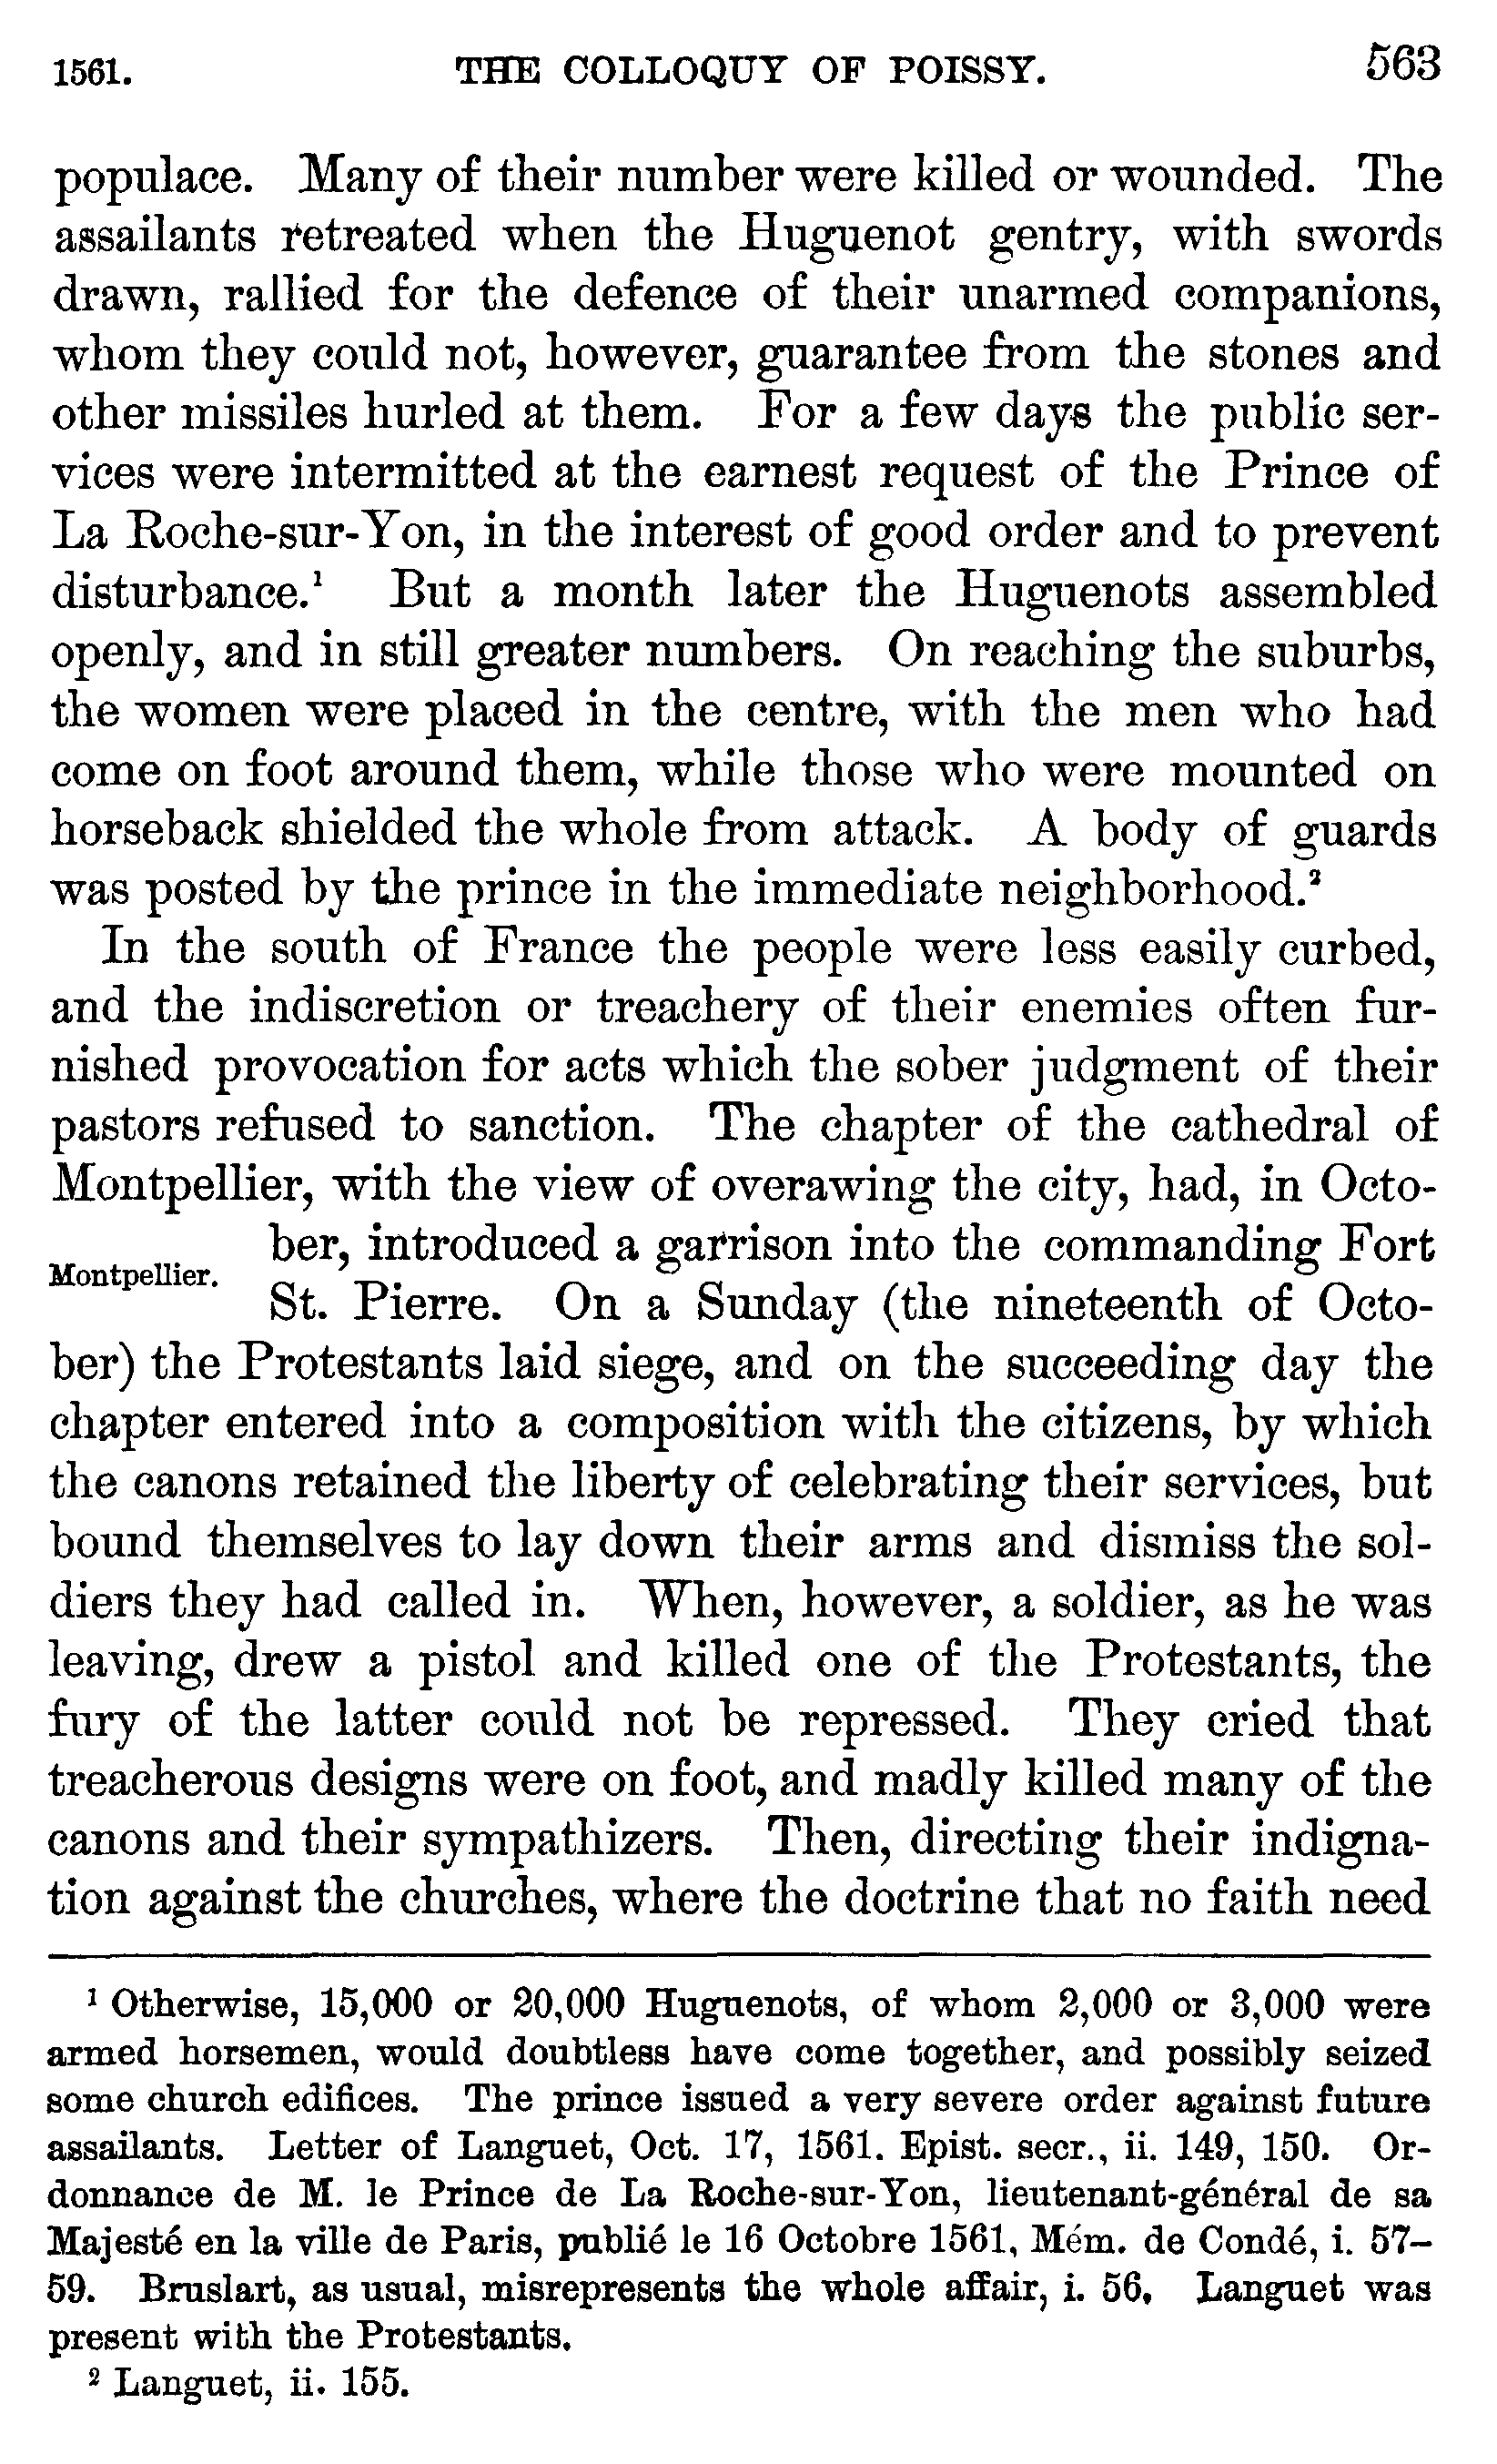 1561. THE COLLOQUY OF POISSY. 563
populace. Many of their number were killed or wounded. The
assailants retreated when the Huguenot gentry, with swords
drawn, rallied for the defence of their unarmed companions,
whom they could not, however, guarantee from the stones and
other missiles hurled at them. For a few days the public ser-
vices were intermitted at the earnest request of the Prince of
La Roche-sur-Yon, in the interest of good order and to prevent
disturbance.¹ But a month later the Huguenots assembled
openly, and in still greater numbers. On reaching the suburbs,
the women were placed in the centre, with the men who had
come on foot around them, while those who were mounted on
horseback shielded the whole from attack. A body of guards
was posted by the prince in the immediate neighborhood.²
In the south of France the people were less easily curbed,
and the indiscretion or treachery of their enemies often fur-
nished provocation for acts which the sober judgment of their
pastors refused to sanction. The chapter of the cathedral of
Montpellier, with the view of overawing the city, had, in Octo-
ber, introduced a garrison into the commanding Fort
Montpellier.
St. Pierre. On a Sunday (the nineteenth of Octo-
ber) the Protestants laid siege, and on the succeeding day the
chapter entered into a composition with the citizens, by which
the canons retained the liberty of celebrating their services, but
bound themselves to lay down their arms and dismiss the sol-
diers they had called in. When, however, a soldier, as he was
leaving, drew a pistol and killed one of the Protestants, the
fury of the latter could not be repressed. They cried that
treacherous designs were on foot, and madly killed many of the
canons and their sympathizers. Then, directing their indigna-
tion against the churches, where the doctrine that no faith need
¹ Otherwise, 15,000 or 20,000 Huguenots, of whom 2,000 or 3,000 were
armed horsemen, would doubtless have come together, and possibly seized
some church edifices. The prince issued a very severe order against future
assailants. Letter of Languet, Oct. 17, 1561. Epist. secr., ii. 149, 150. Or-
donnance de M. le Prince de La Roche-sur-Yon, lieutenant-général de sa
Majesté en la ville de Paris, publié le 16 Octobre 1561, Mém. de Condé, i. 57–
59. Bruslart, as usual, misrepresents the whole affair, i. 56. Languet was
present with the Protestants.
² Languet, ii. 155.